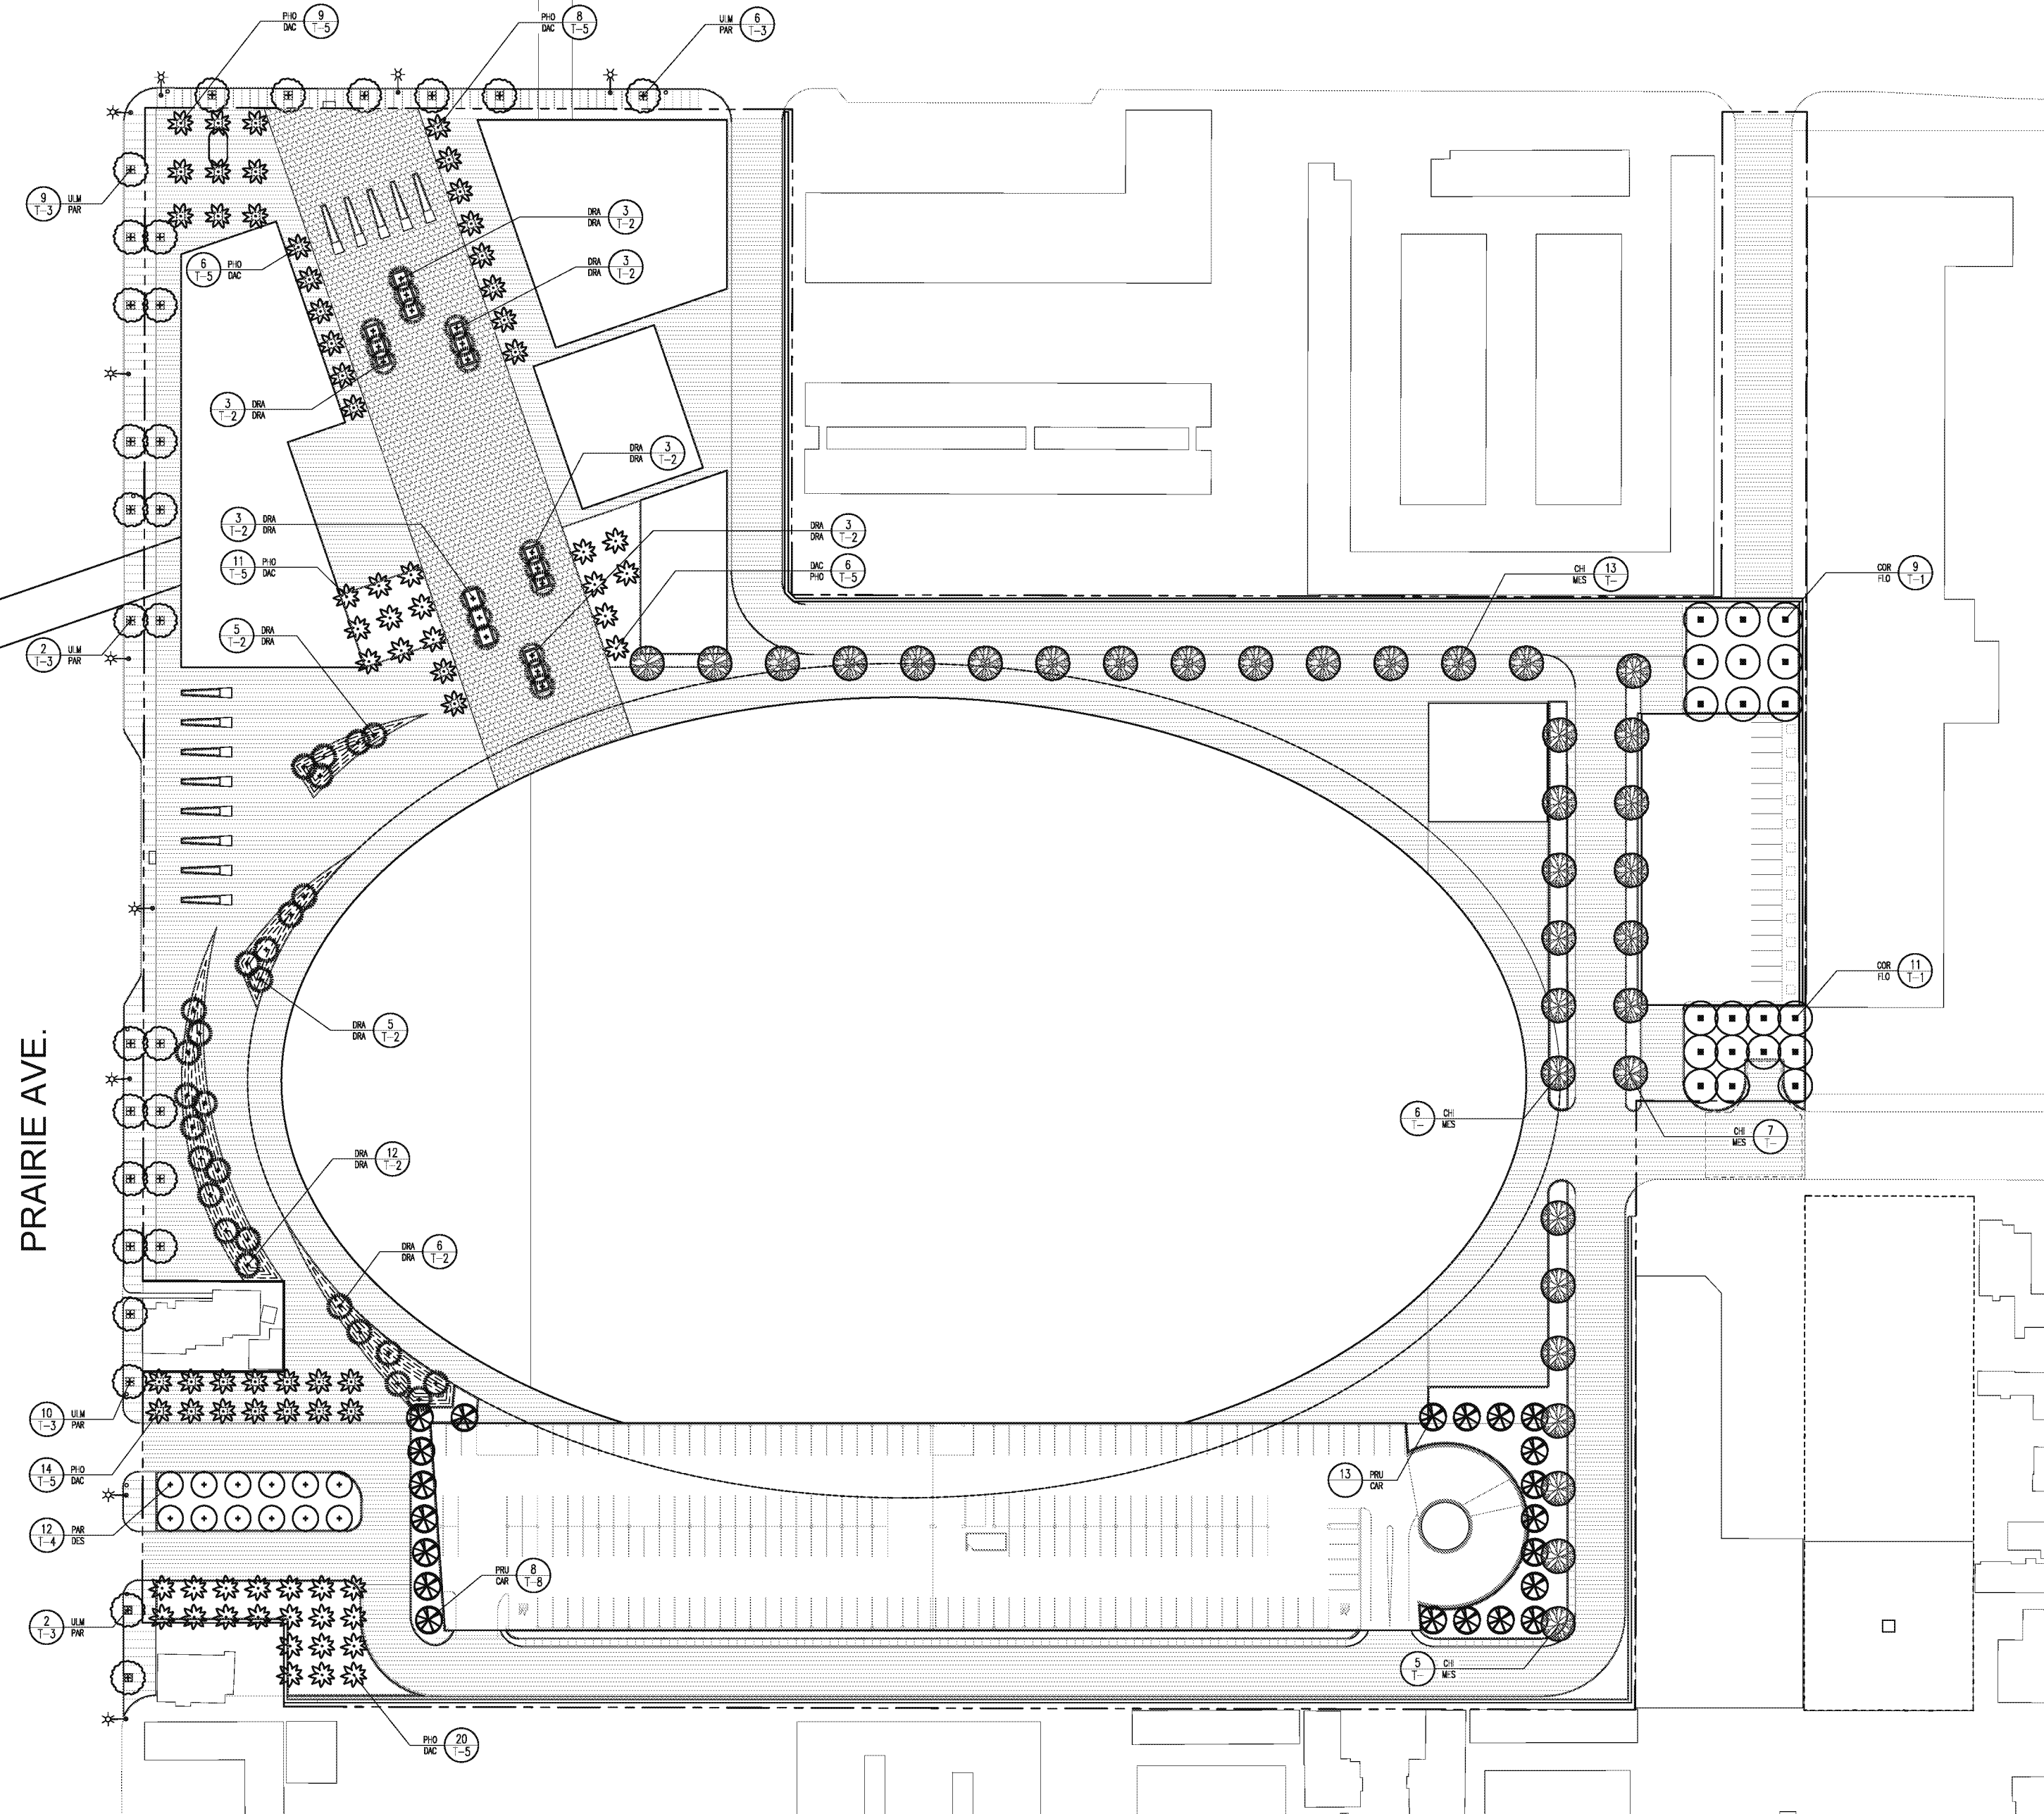 PHO DAC 9 T-5
PHO DAC 8 T-5
ULM PAR 6 T-3
9 T-3 ULM PAR
DRA DRA 3 T-2
6 T-5 PHO DAC
DRA DRA 3 T-2
3 T-2 DRA DRA
DRA DRA 3 T-2
3 T-2 DRA DRA
DRA DRA 3 T-2
11 T-5 PHO DAC
DAC PHO 6 T-5
CHI MES 13 T-
COR FLO 9 T-1
5 T-2 DRA DRA
2 T-3 ULM PAR
COR FLO 11 T-1
DRA DRA 5 T-2
PRAIRIE AVE.
6 T- CHI MES
CHI MES 7 T-
DRA DRA 12 T-2
DRA DRA 6 T-2
10 T-3 ULM PAR
14 T-5 PHO DAC
13 PRU CAR
12 T-4 PAR DES
PRU CAR 8 T-8
2 T-3 ULM PAR
5 T- CHI MES
PHO DAC 20 T-5